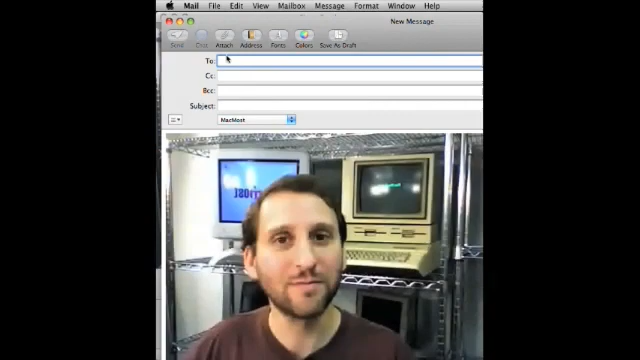 Mail File Edit View Mailbox Message Format Window Help
New Message
Send Chat Attach Address Fonts Colors Save As Draft
To:
Cc:
Bcc:
Subject:
MacMost